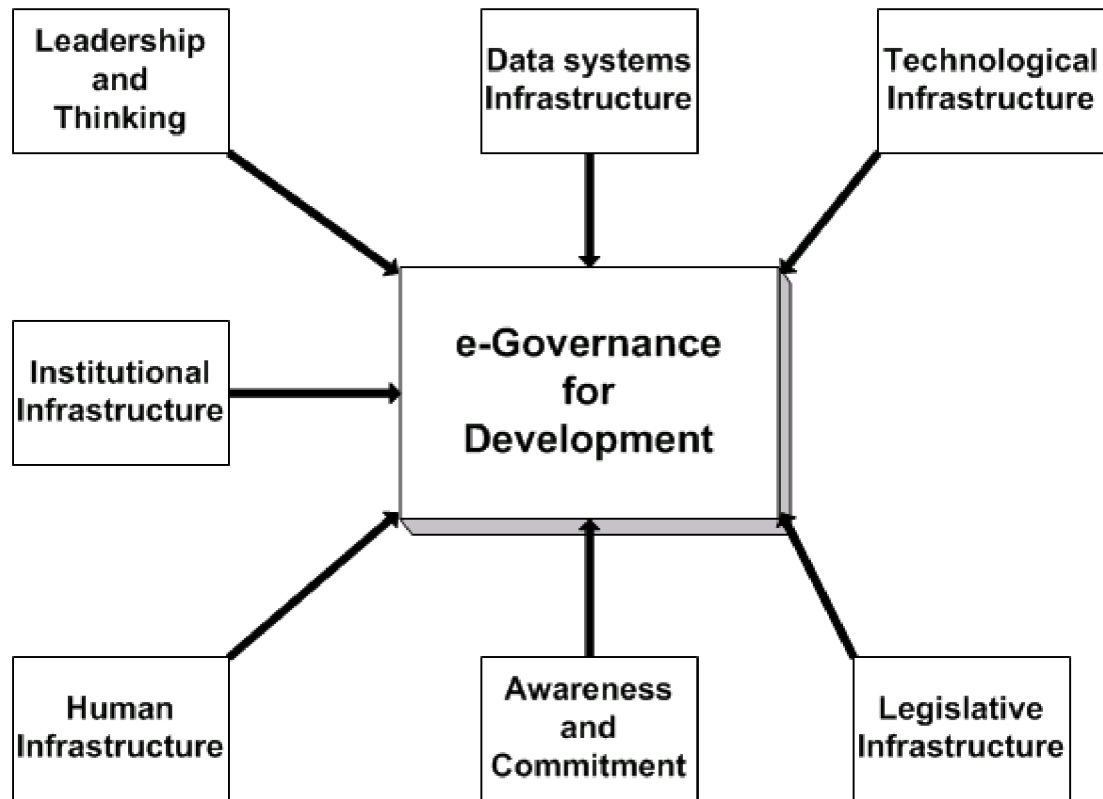 Leadership
and
Thinking
Data systems
Infrastructure
Technological
Infrastructure
Institutional
Infrastructure
e-Governance
for
Development
Human
Infrastructure
Awareness
and
Commitment
Legislative
Infrastructure